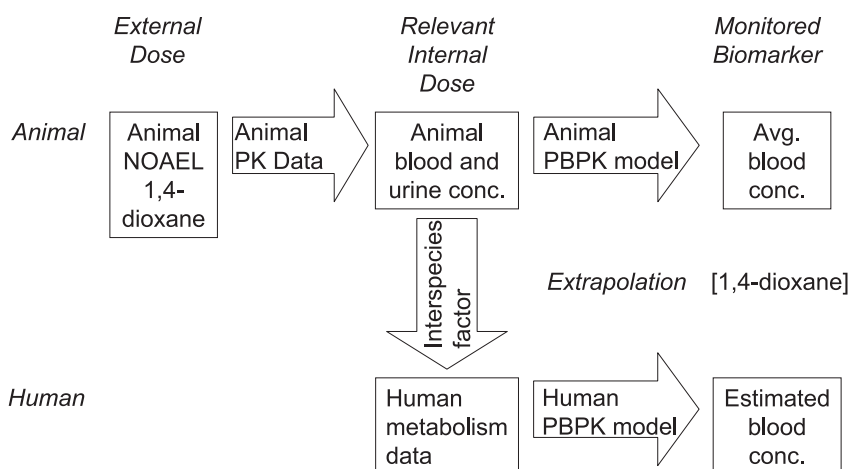 External
Dose
Relevant
Internal
Dose
Monitored
Biomarker
Animal
Animal
NOAEL
1,4-
dioxane
Animal
PK Data
Animal
blood and
urine conc.
Animal
PBPK model
Avg.
blood
conc.
Interspecies
factor
Extrapolation
[1,4-dioxane]
Human
Human
metabolism
data
Human
PBPK model
Estimated
blood
conc.